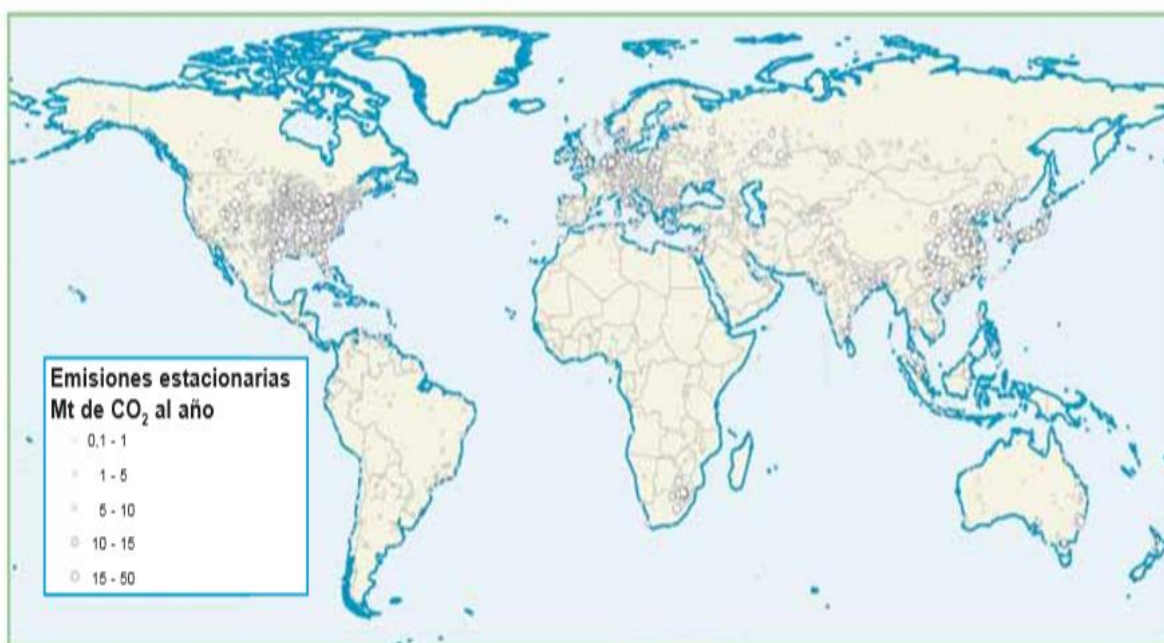 Emisiones estacionarias
Mt de CO₂ al año
0,1 - 1
1 - 5
5 - 10
10 - 15
15 - 50